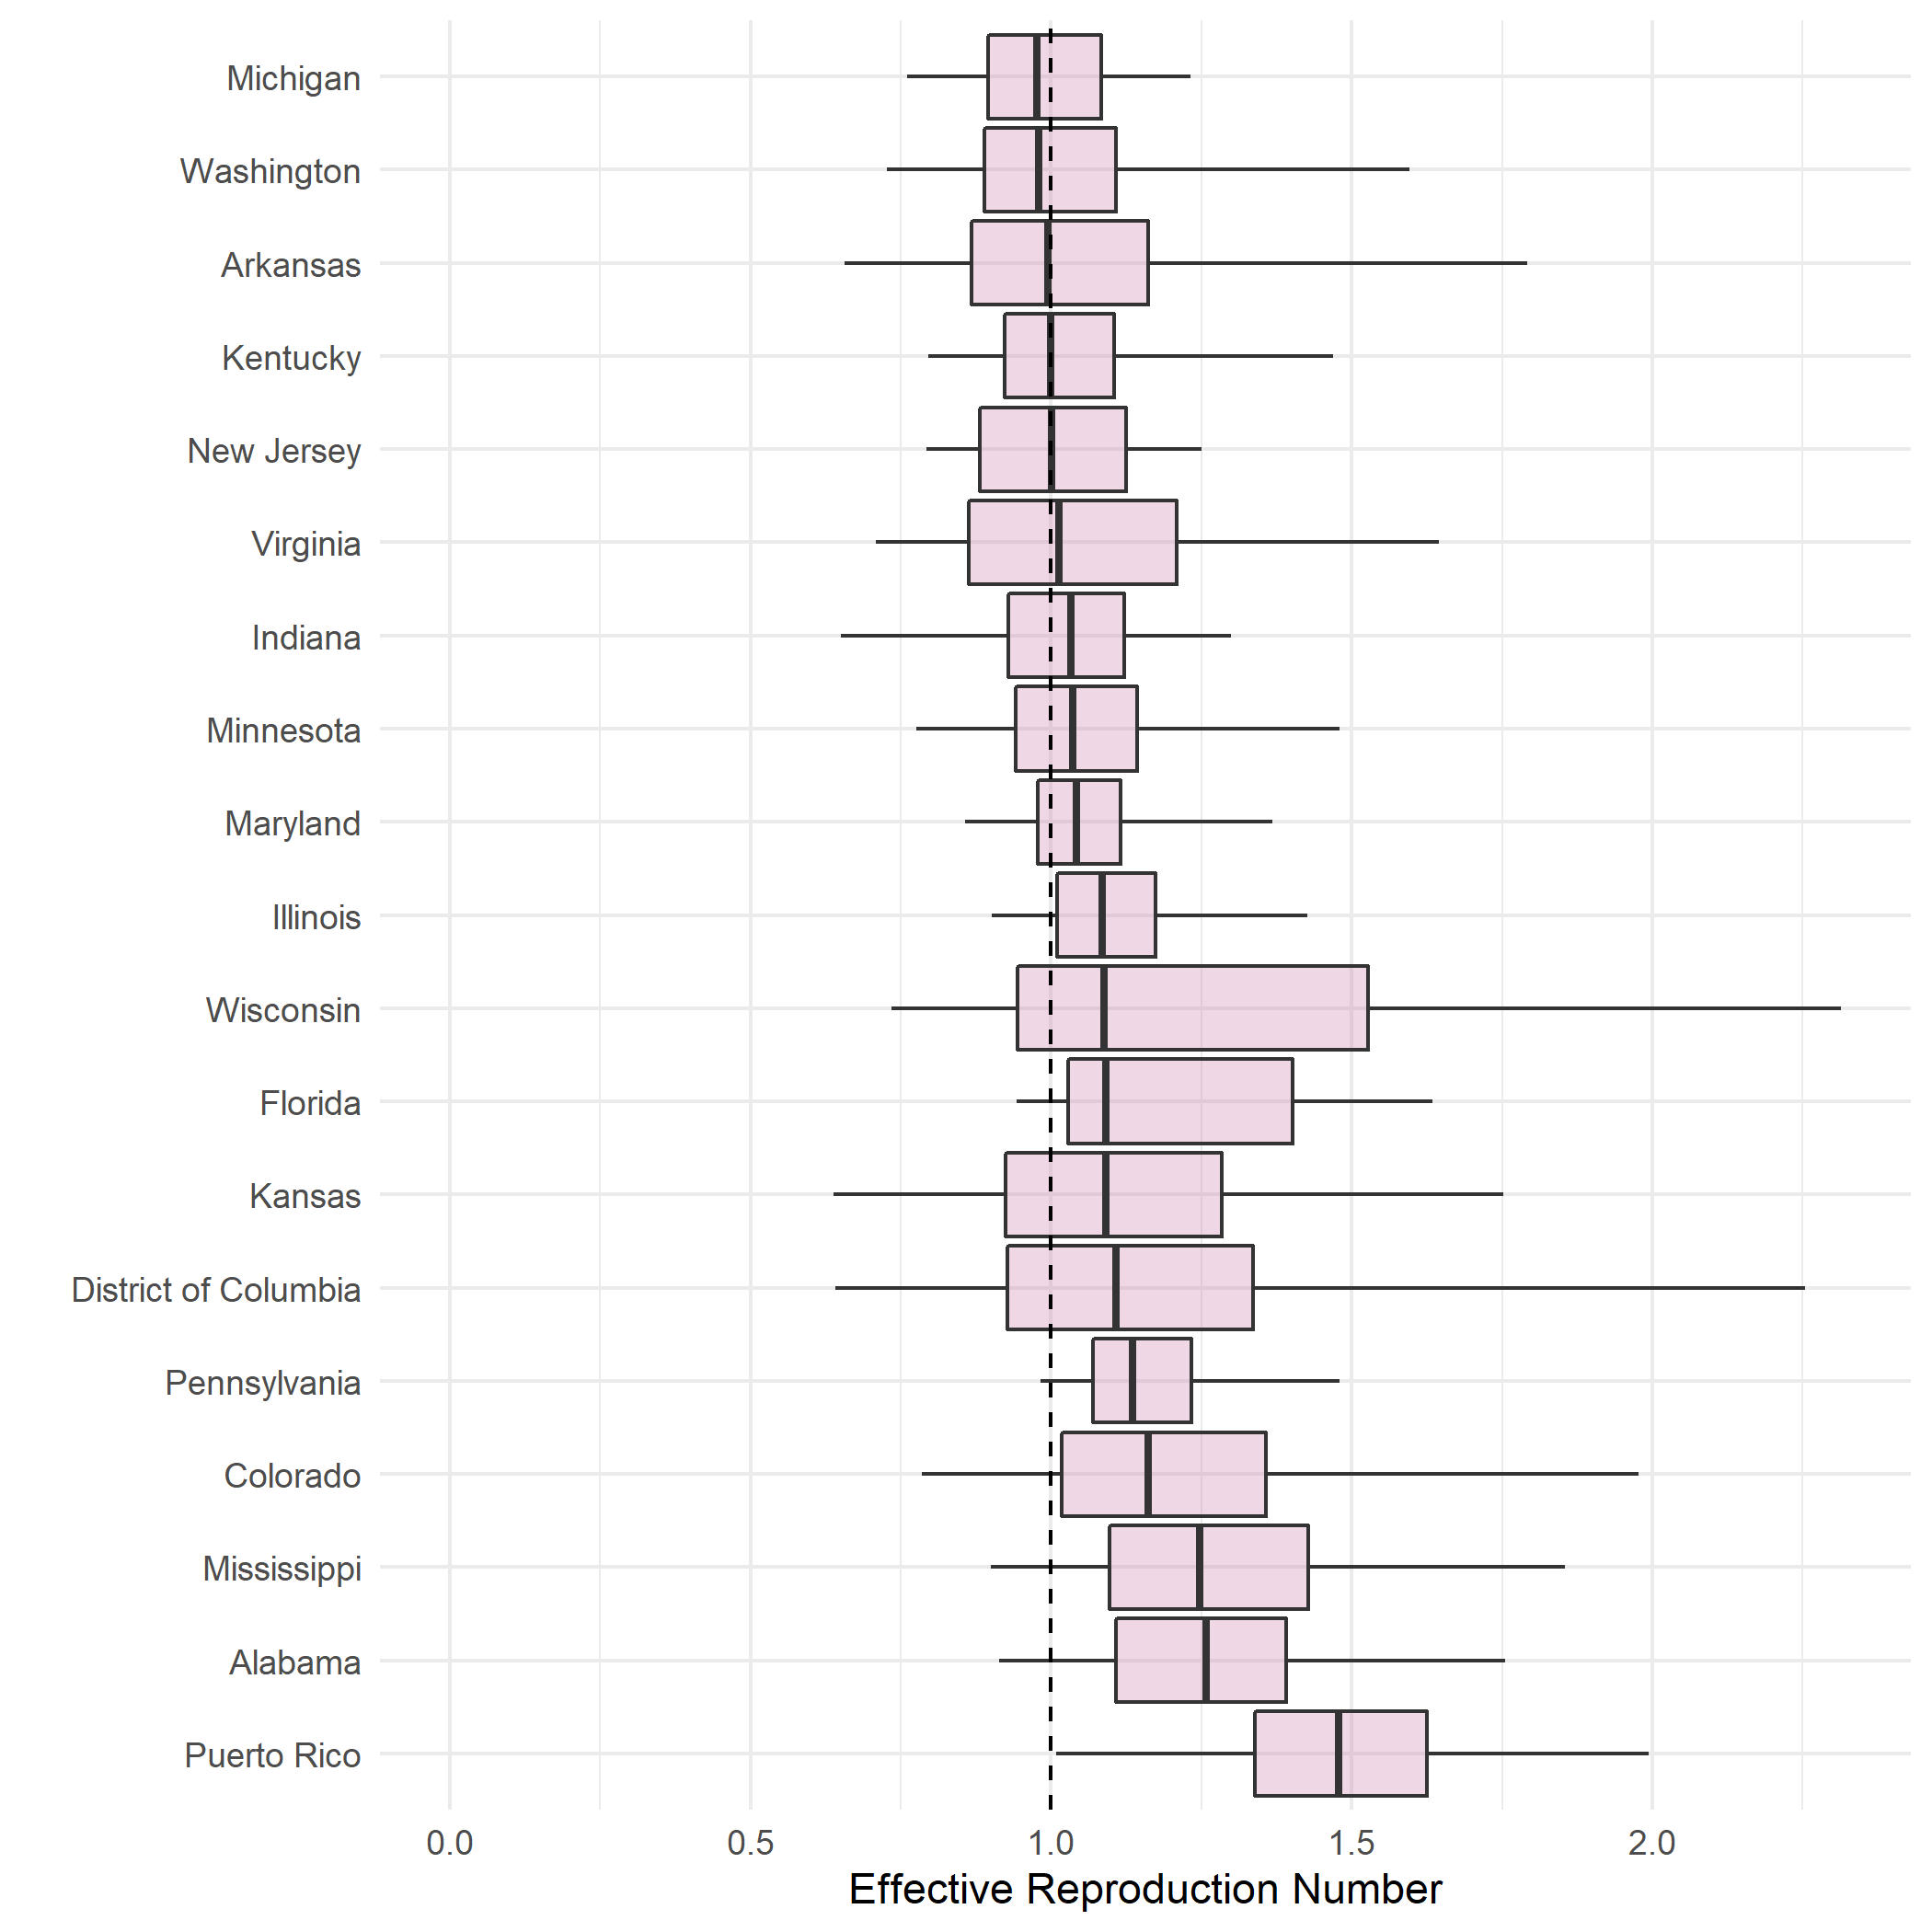 Michigan
Washington
Arkansas
Kentucky
New Jersey
Virginia
Indiana
Minnesota
Maryland
Illinois
Wisconsin
Florida
Kansas
District of Columbia
Pennsylvania
Colorado
Mississippi
Alabama
Puerto Rico
0.0 0.5 1.0 1.5 2.0
Effective Reproduction Number